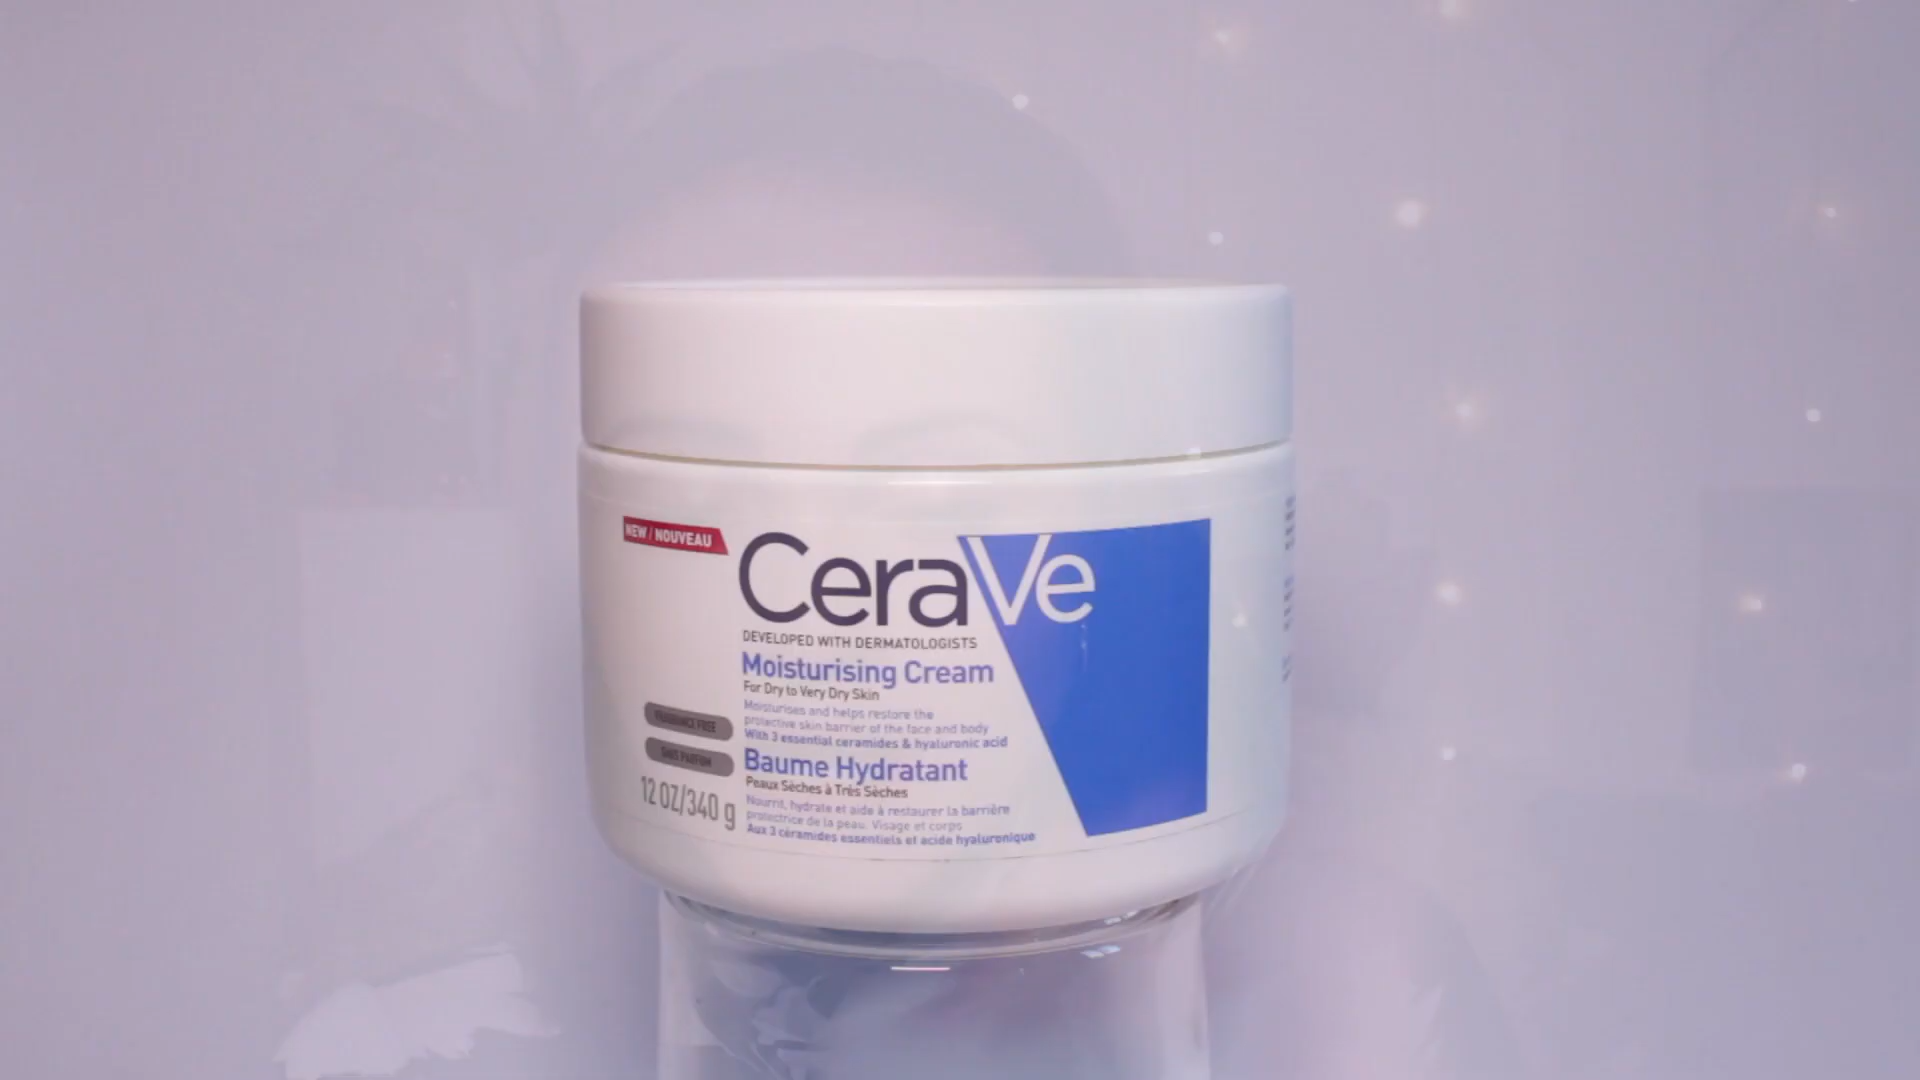 NEW / NOUVEAU
CeraVe
DEVELOPED WITH DERMATOLOGISTS
Moisturising Cream
For Dry to Very Dry Skin
Moisturises and helps restore the
protective skin barrier of the face and body
With 3 essential ceramides & hyaluronic acid
FRAGRANCE FREE
SANS PARFUM
Baume Hydratant
Peaux Sèches à Très Sèches
12 OZ/340 g
Nourrit, hydrate et aide à restaurer la barrière
protectrice de la peau. Visage et corps
Aux 3 céramides essentiels et acide hyaluronique